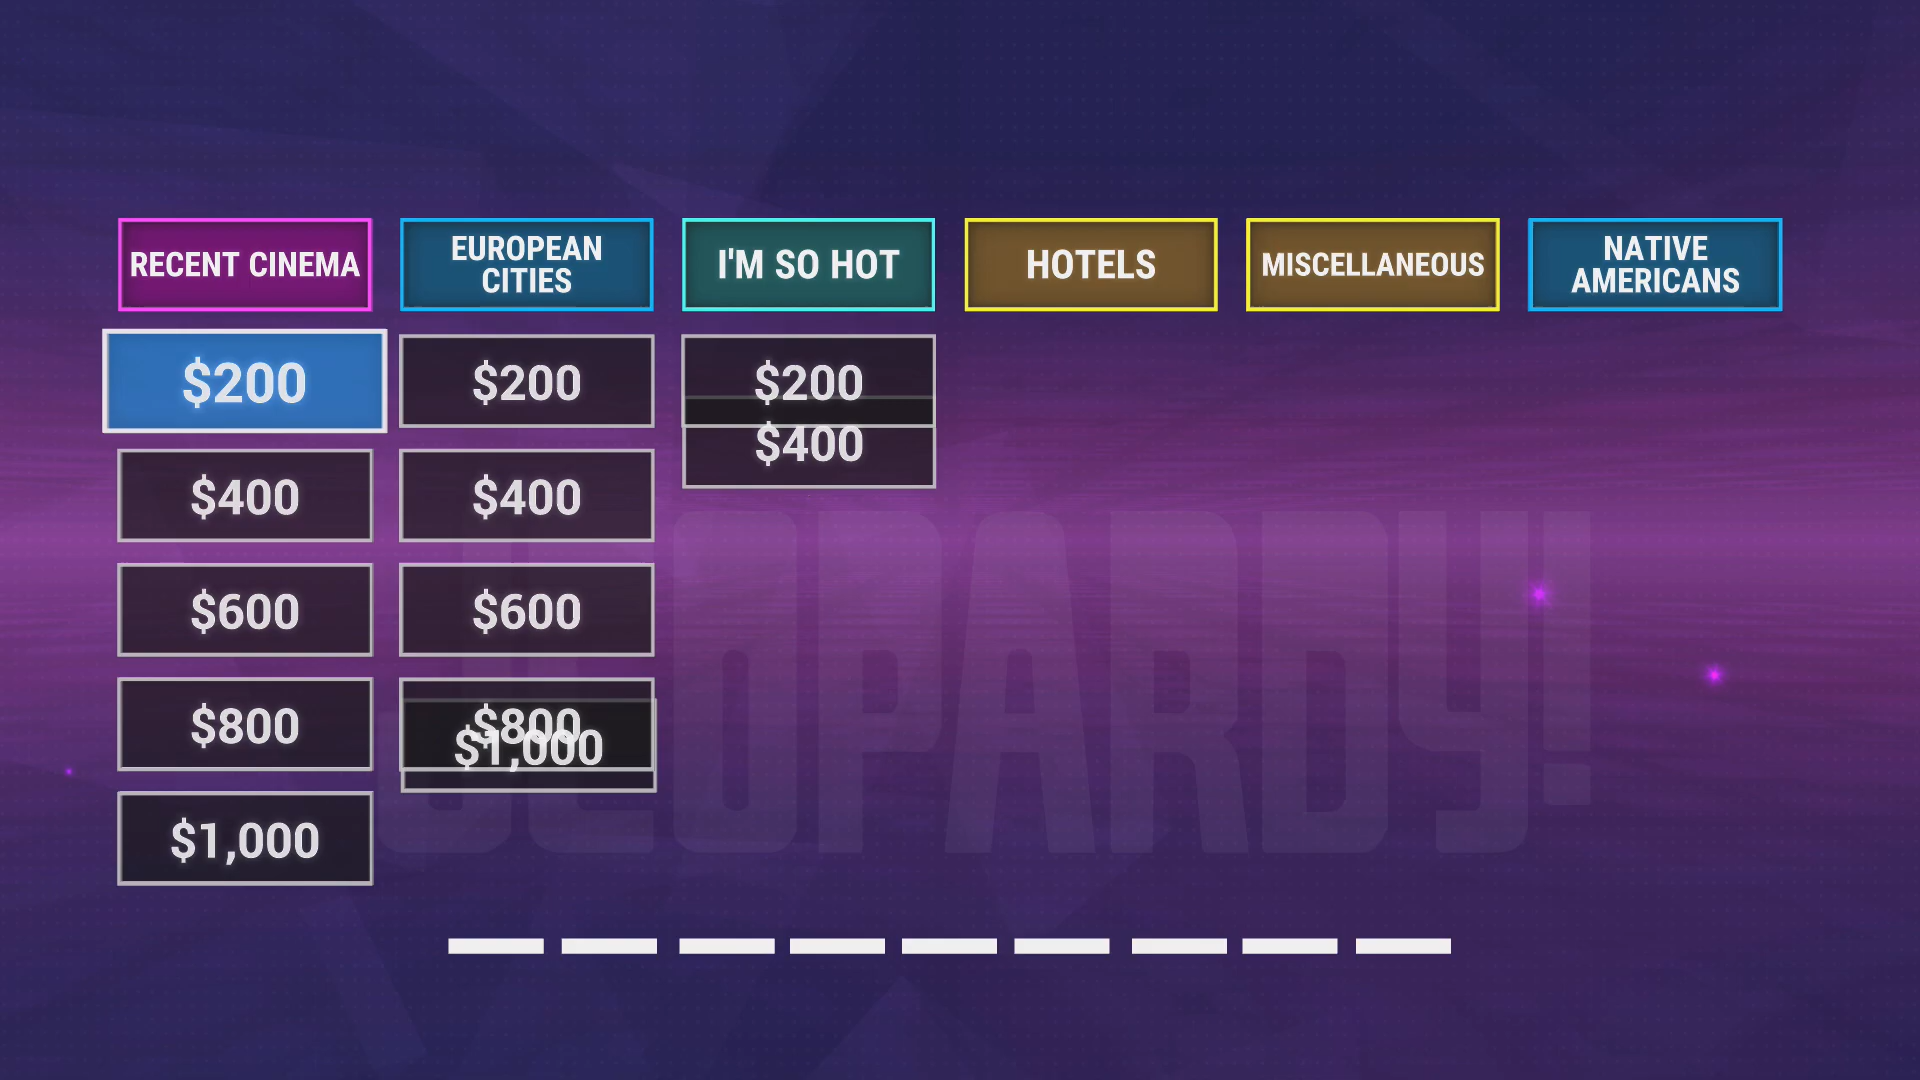 RECENT CINEMA
EUROPEAN
CITIES
I'M SO HOT
HOTELS
MISCELLANEOUS
NATIVE
AMERICANS
$200
$200
$200
$400
$400
$400
$600
$600
$800
$800
$1,000
$1,000
JEOPARDY!